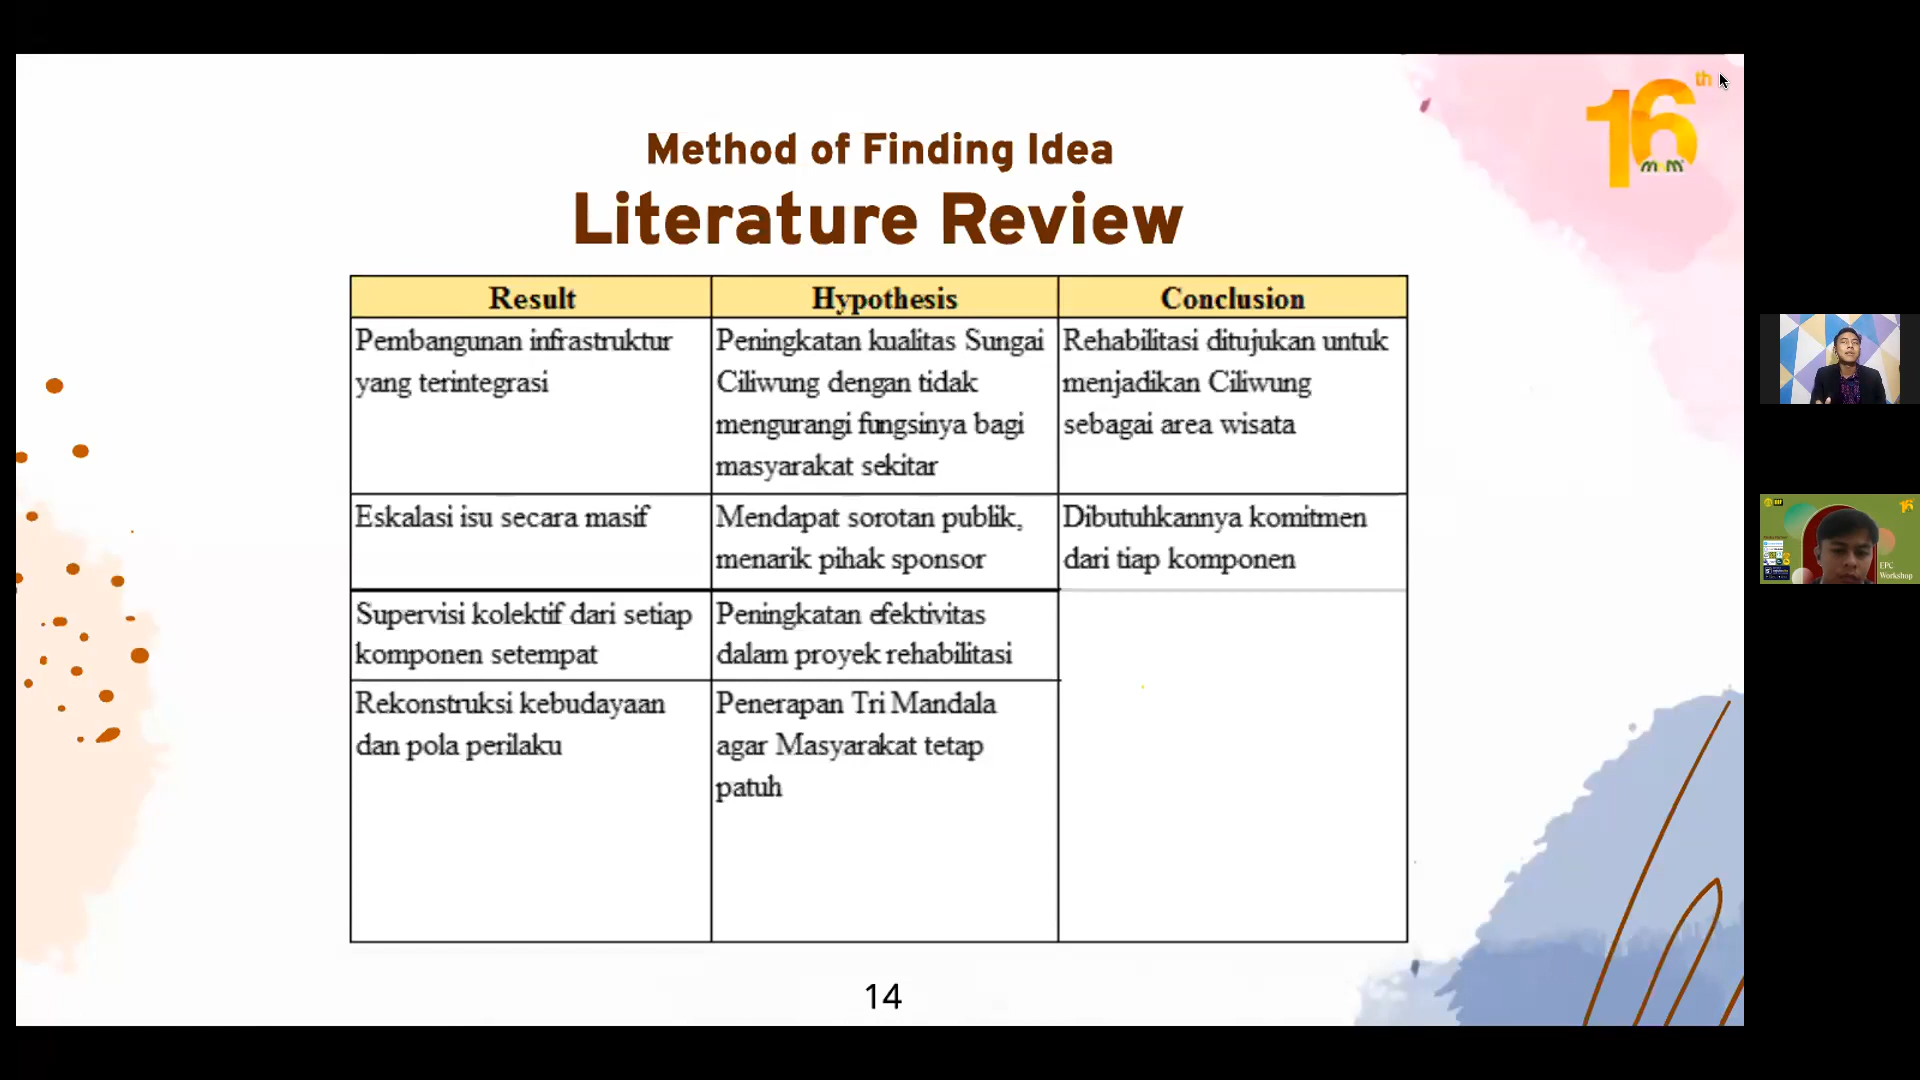 16th
Method of Finding Idea
Literature Review
Result
Hypothesis
Conclusion
Pembangunan infrastruktur
yang terintegrasi
Peningkatan kualitas Sungai
Ciliwung dengan tidak
mengurangi fungsinya bagi
masyarakat sekitar
Rehabilitasi ditujukan untuk
menjadikan Ciliwung
sebagai area wisata
Eskalasi isu secara masif
Mendapat sorotan publik,
menarik pihak sponsor
Dibutuhkannya komitmen
dari tiap komponen
Supervisi kolektif dari setiap
komponen setempat
Peningkatan efektivitas
dalam proyek rehabilitasi
Rekonstruksi kebudayaan
dan pola perilaku
Penerapan Tri Mandala
agar Masyarakat tetap
patuh
14
EPC
Workshop